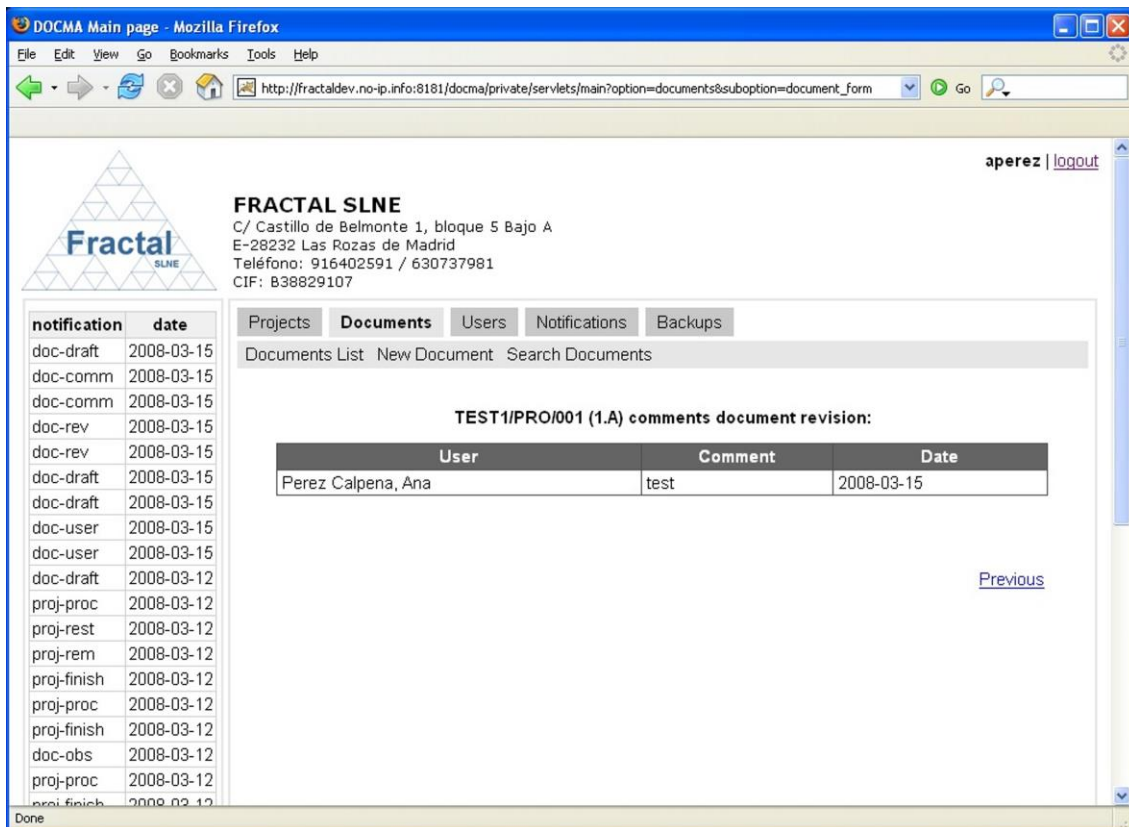 DOCMA Main page - Mozilla Firefox
File Edit View Go Bookmarks Tools Help
http://fractaldev.no-ip.info:8181/docma/private/servlets/main?option=documents&suboption=document_form Go
aperez | logout
Fractal
SLNE
FRACTAL SLNE
C/ Castillo de Belmonte 1, bloque 5 Bajo A
E-28232 Las Rozas de Madrid
Teléfono: 916402591 / 630737981
CIF: B38829107
Projects Documents Users Notifications Backups
Documents List New Document Search Documents
notification date
doc-draft 2008-03-15
doc-comm 2008-03-15
doc-comm 2008-03-15
doc-rev 2008-03-15
doc-rev 2008-03-15
doc-draft 2008-03-15
doc-draft 2008-03-15
doc-user 2008-03-15
doc-user 2008-03-15
doc-draft 2008-03-12
proj-proc 2008-03-12
proj-rest 2008-03-12
proj-rem 2008-03-12
proj-finish 2008-03-12
proj-proc 2008-03-12
proj-finish 2008-03-12
doc-obs 2008-03-12
proj-proc 2008-03-12
proj-finish 2008-03-12
TEST1/PRO/001 (1.A) comments document revision:
User Comment Date
Perez Calpena, Ana test 2008-03-15
Previous
Done